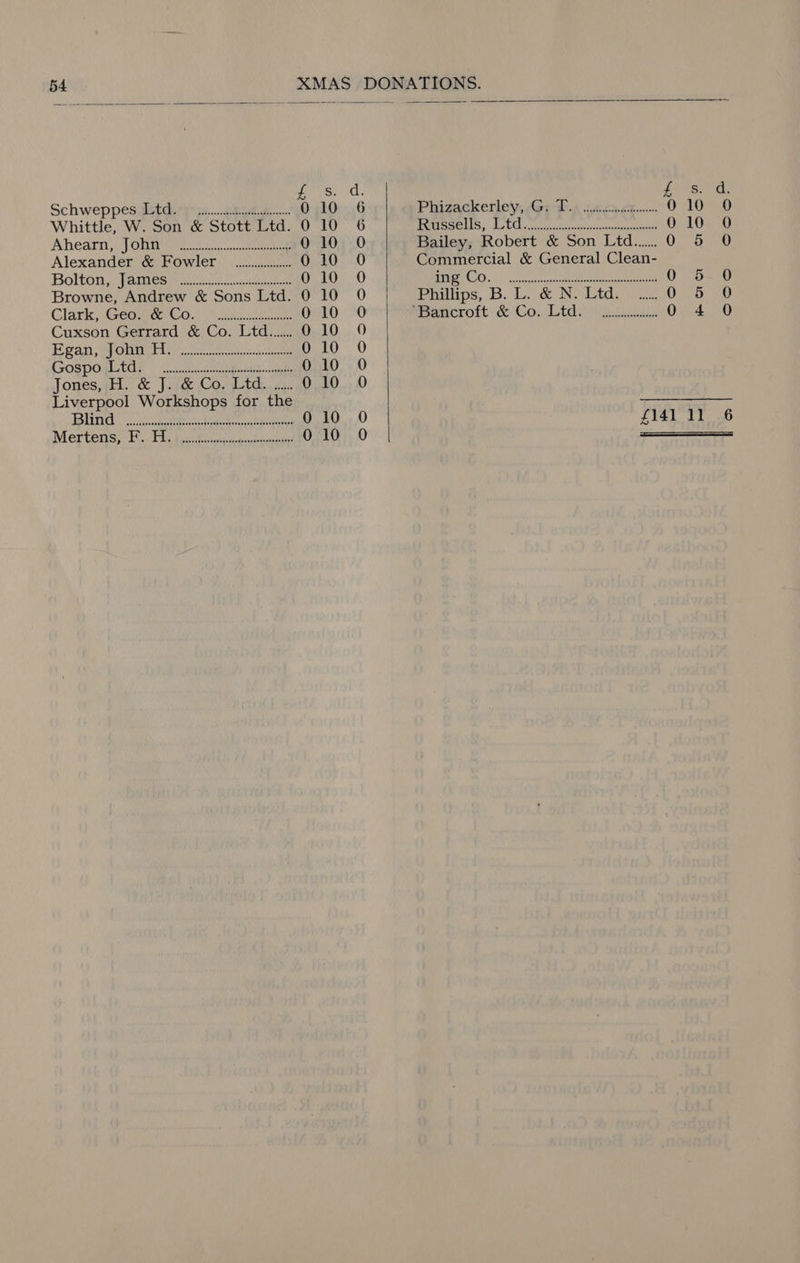 54 XMAS DONATIONS.
£ s. d.
Schweppes Ltd. .......... 0 10 6
Whittle, W. Son & Stott Ltd. 0 10 6
Ahearn, John .......... 0 10 0
Alexander & Fowler .......... 0 10 0
Bolton, James .......... 0 10 0
Browne, Andrew & Sons Ltd. 0 10 0
Clark, Geo. & Co. .......... 0 10 0
Cuxson Gerrard & Co. Ltd....... 0 10 0
Egan, John H. .......... 0 10 0
Gospo Ltd. .......... 0 10 0
Jones, H. & J. & Co. Ltd. ...... 0 10 0
Liverpool Workshops for the
Blind .......... 0 10 0
Mertens, F. H. .......... 0 10 0
£ s. d.
Phizackerley, G. T. .......... 0 10 0
Russells, Ltd........... 0 10 0
Bailey, Robert & Son Ltd....... 0 5 0
Commercial & General Clean-
ing Co. .......... 0 5 0
Phillips, B. L. & N. Ltd. ...... 0 5 0
Bancroft & Co. Ltd. .......... 0 4 0
£141 11 6